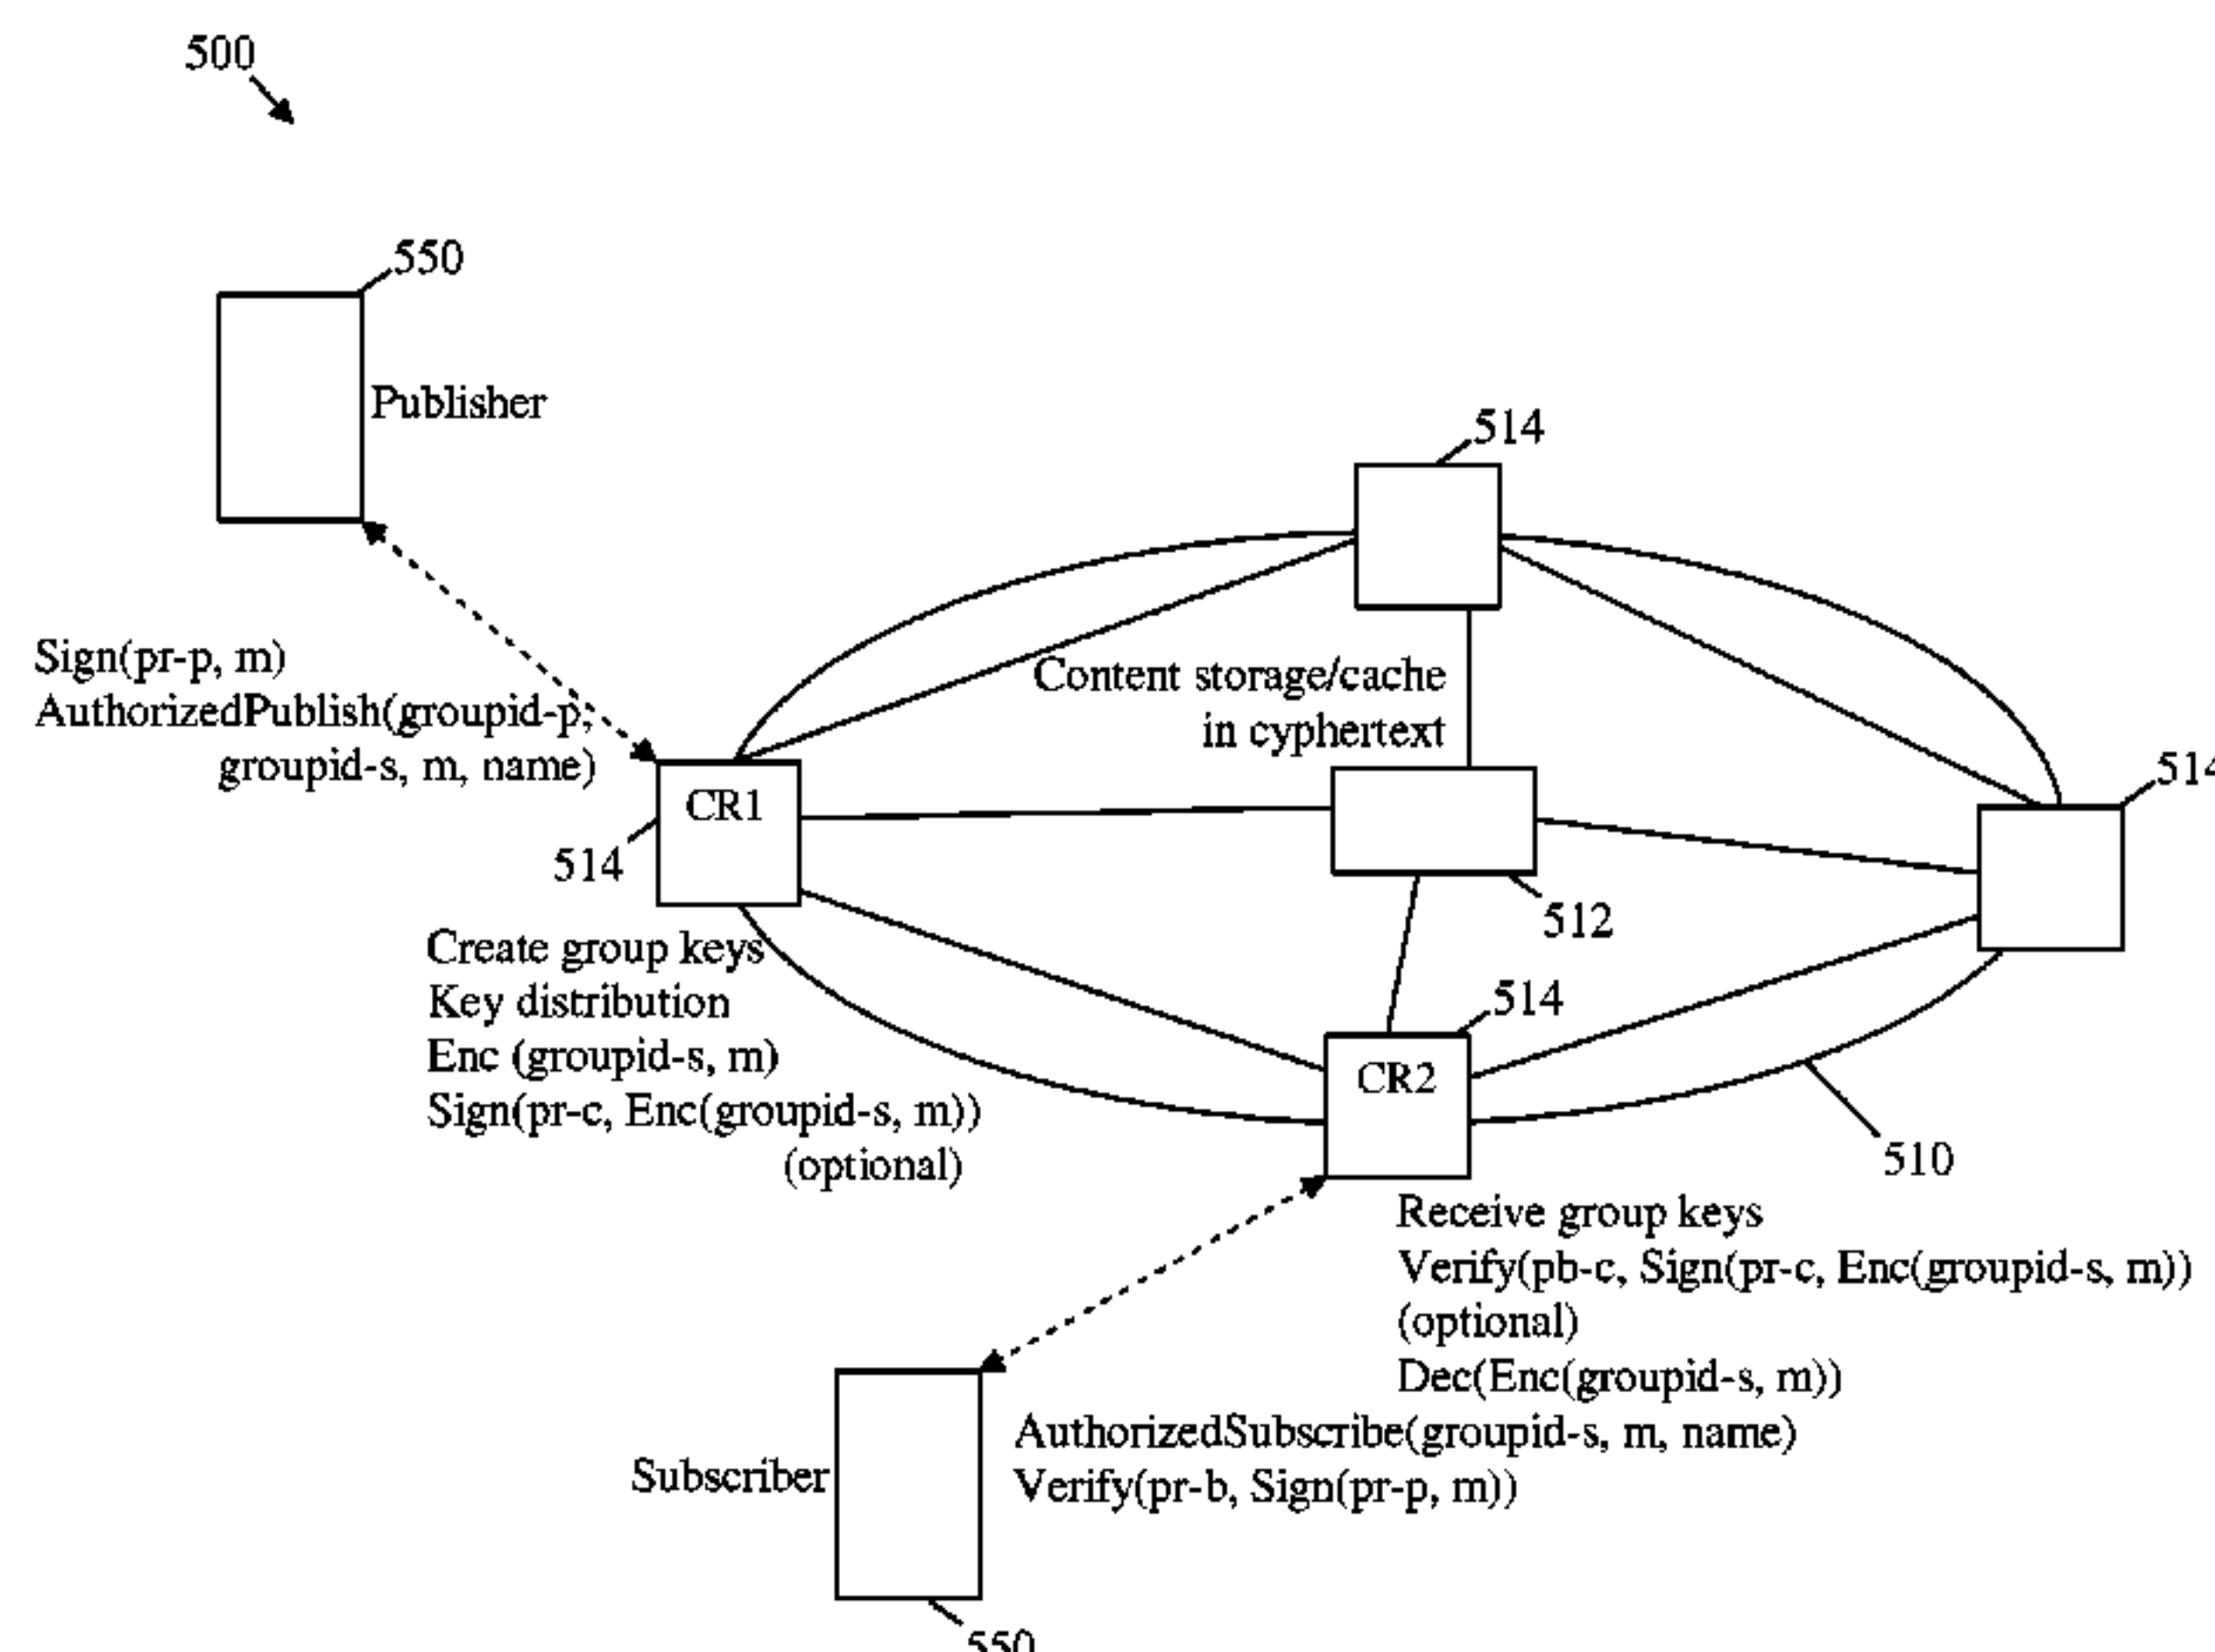 500
550
Publisher
514
Sign(pr-p, m)
AuthorizedPublish(groupid-p,
groupid-s, m, name)
Content storage/cache
in cyphertext
514
CR1
514
512
Create group keys
Key distribution
Enc (groupid-s, m)
Sign(pr-c, Enc(groupid-s, m))
(optional)
514
CR2
510
Receive group keys
Verify(pb-c, Sign(pr-c, Enc(groupid-s, m))
(optional)
Dec(Enc(groupid-s, m))
AuthorizedSubscribe(groupid-s, m, name)
Verify(pr-b, Sign(pr-p, m))
Subscriber
550